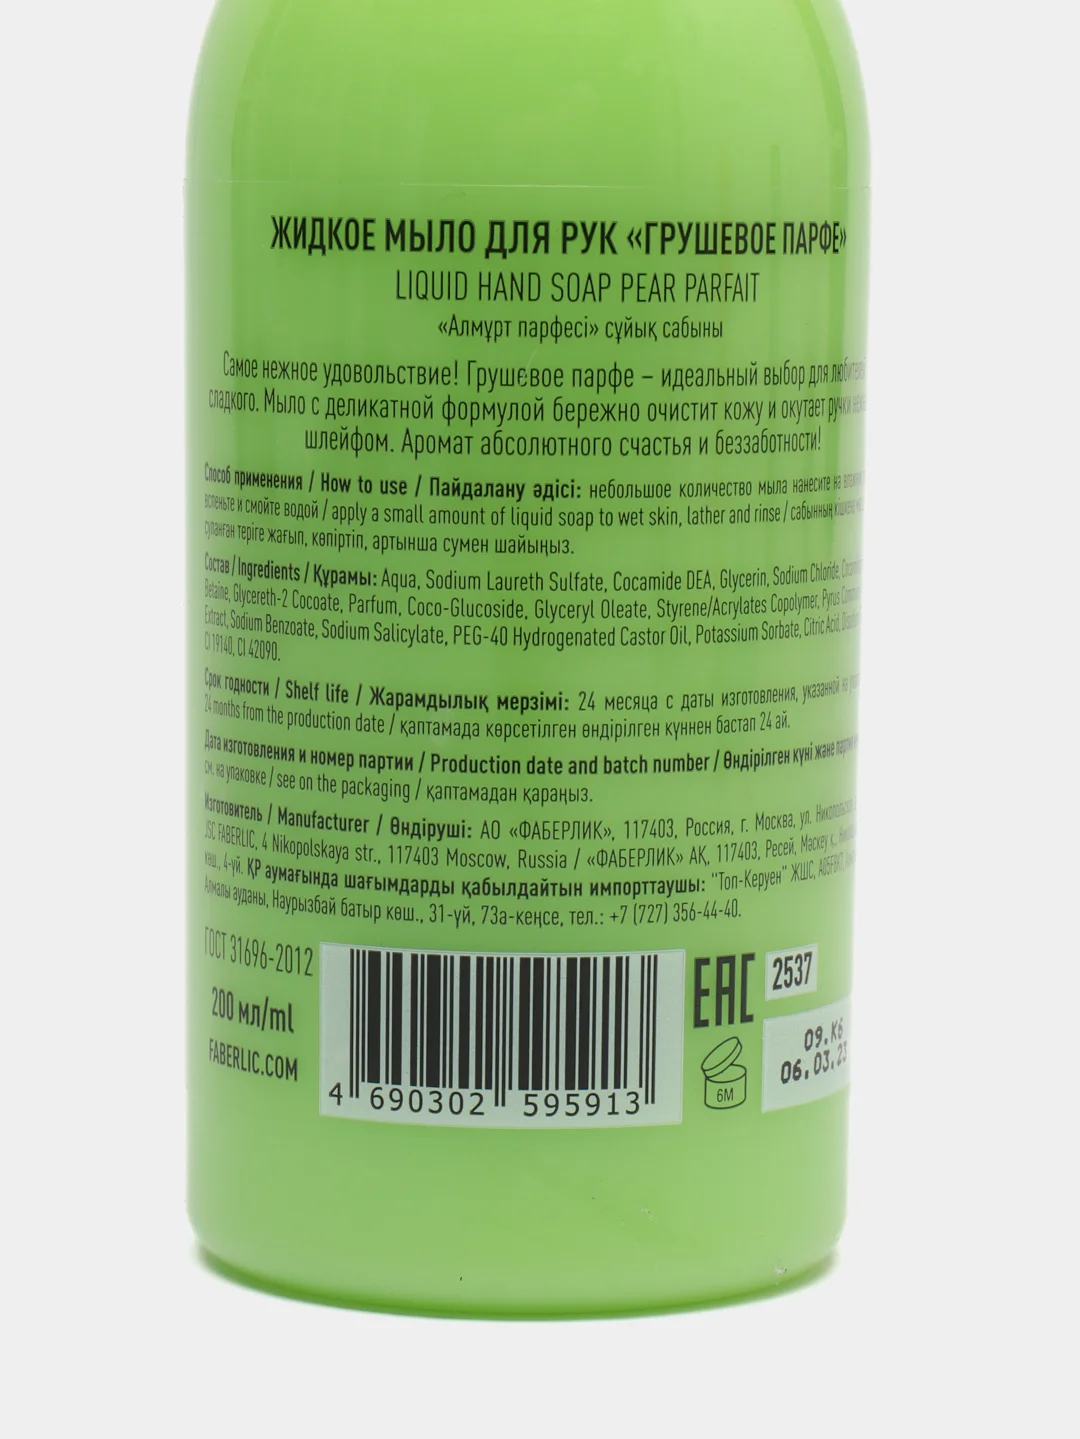 ЖИДКОЕ МЫЛО ДЛЯ РУК «ГРУШЕВОЕ ПАРФЕ»
LIQUID HAND SOAP PEAR PARFAIT
«Алмұрт парфесі» сұйық сабыны
Самое нежное удовольствие! Грушевое парфе – идеальный выбор для
сладкого. Мыло с деликатной формулой бережно очистит кожу и окутает ручки
шлейфом. Аромат абсолютного счастья и беззаботности!
Способ применения / How to use / Пайдалану әдісі: небольшое количество мыла нанесите на
вспеньте и смойте водой / apply a small amount of liquid soap to wet skin, lather and rinse / сабынның
суланған теріге жағып, көпіртіп, артынша сумен шайыңыз.
Состав / Ingredients / Құрамы: Aqua, Sodium Laureth Sulfate, Cocamide DEA, Glycerin, Sodium Chloride,
Betaine, Glycereth-2 Cocoate, Parfum, Coco-Glucoside, Glyceryl Oleate, Styrene/Acrylates Copolymer, Pyrus
Extract, Sodium Benzoate, Sodium Salicylate, PEG-40 Hydrogenated Castor Oil, Potassium Sorbate, Citric Acid,
CI 19140, CI 42090.
Срок годности / Shelf life / Жарамдылық мерзімі: 24 месяца с даты изготовления, указанной на
24 months from the production date / қаптамада көрсетілген өндірілген күннен бастап 24 ай.
Дата изготовления и номер партии / Production date and batch number / Өндірілген күні және
см. на упаковке / see on the packaging / қаптамадан қараңыз.
Изготовитель / Manufacturer / Өндіруші: АО «ФАБЕРЛИК», 117403, Россия, г. Москва, ул.
JSC FABERLIC, 4 Nikopolskaya str., 117403 Moscow, Russia / «ФАБЕРЛИК» АҚ, 117403, Ресей, Мәскеу қ.,
көш., 4-үй. ҚР аумағында шағымдарды қабылдайтын импорттаушы: "Топ-Керуен" ЖШС,
Алмалы ауданы, Наурызбай батыр көш., 31-үй, 73а-кеңсе, тел.: +7 (727) 356-44-40.
ГОСТ 31696-2012
200 мл/ml
FABERLIC.COM
4 690302 595913
EAC
2537
6M
09.К6
06.03.23